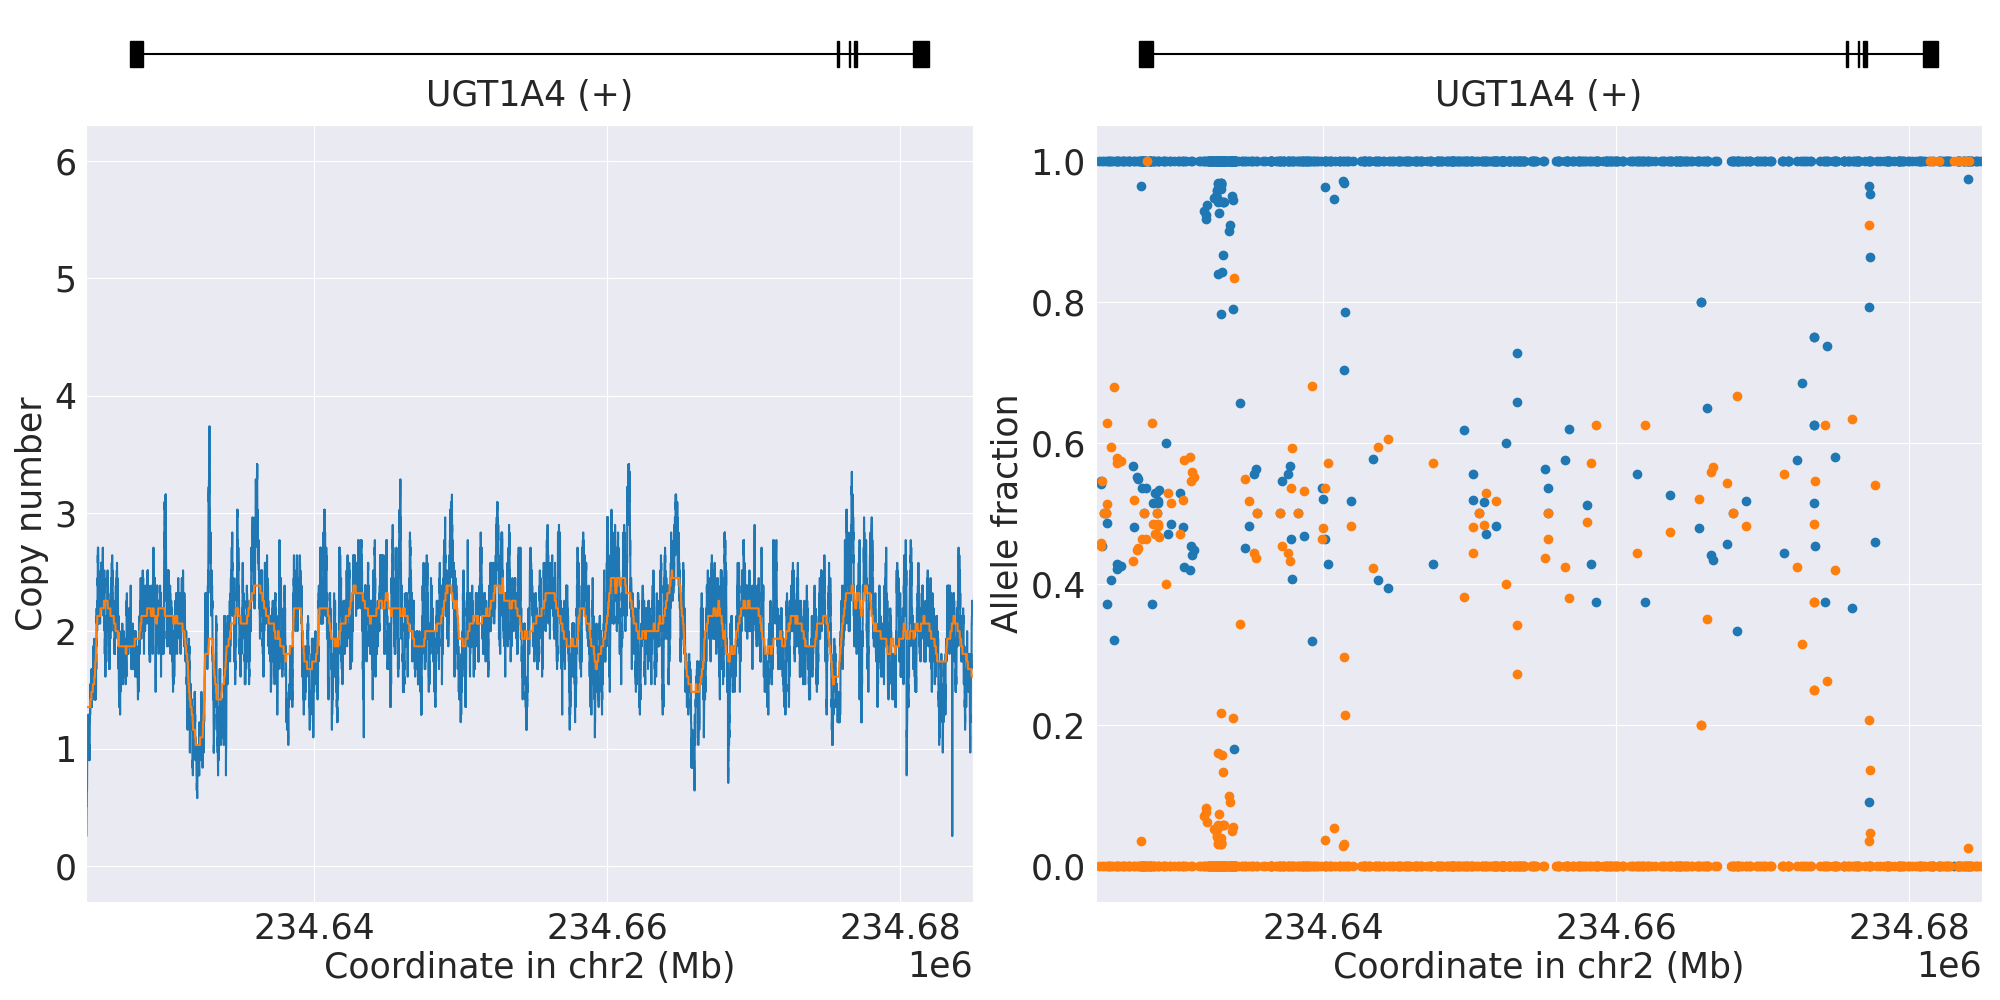 UGT1A4 (+)
6
5
4
3
2
1
0
Copy number
234.64 234.66 234.68
Coordinate in chr2 (Mb)
1e6
UGT1A4 (+)
1.0
0.8
0.6
0.4
0.2
0.0
Allele fraction
234.64 234.66 234.68
Coordinate in chr2 (Mb)
1e6